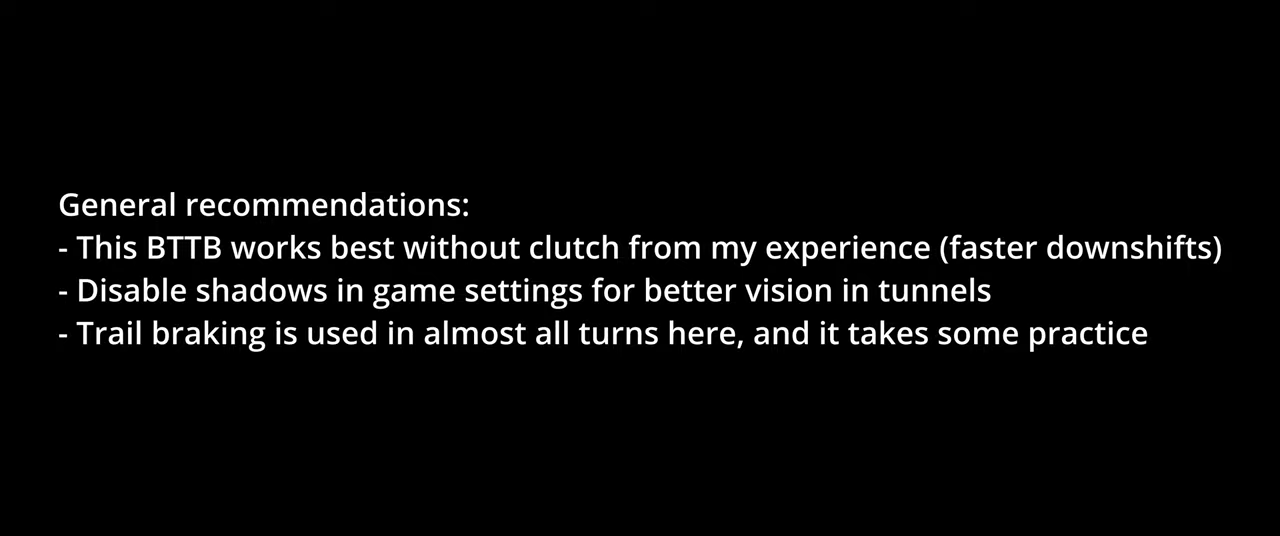 General recommendations:
- This BTTB works best without clutch from my experience (faster downshifts)
- Disable shadows in game settings for better vision in tunnels
- Trail braking is used in almost all turns here, and it takes some practice